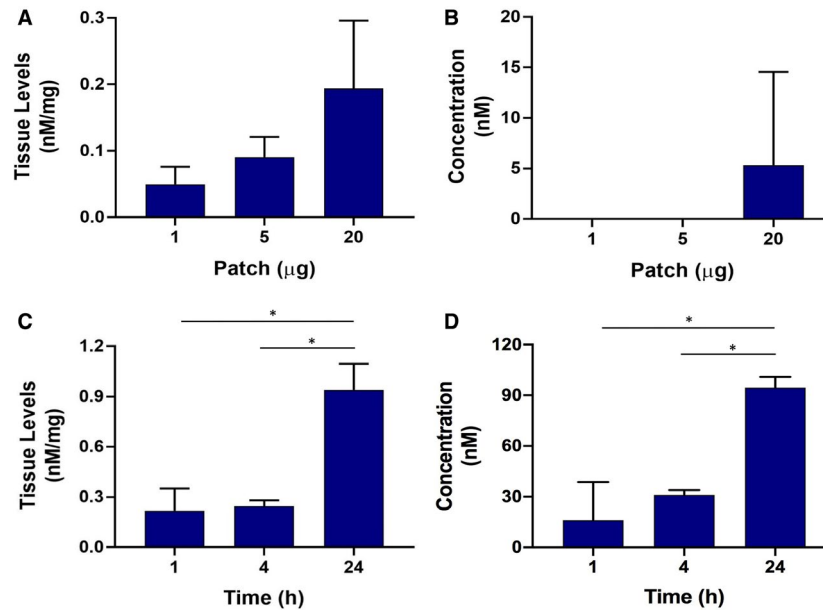 A
Tissue Levels
(nM/mg)
0.3
0.2
0.1
0.0
1 5 20
Patch (μg)
B
Concentration
(nM)
20
15
10
5
0
1 5 20
Patch (μg)
C
Tissue Levels
(nM/mg)
1.2
0.9
0.6
0.3
0.0
*
*
1 4 24
Time (h)
D
Concentration
(nM)
120
90
60
30
0
*
*
1 4 24
Time (h)